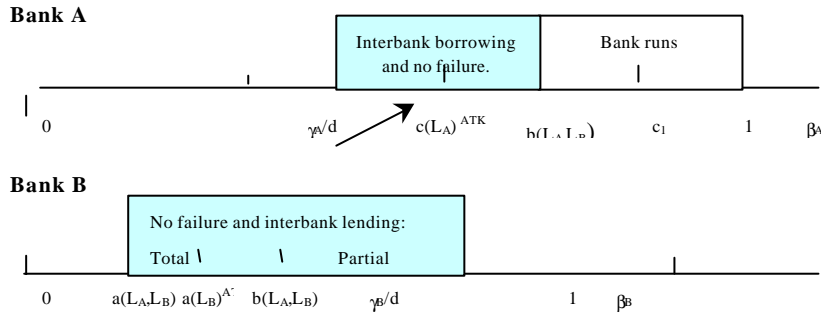 Bank A
Interbank borrowing
and no failure.
Bank runs
0 γA/d c(LA) ATK b(LA,LB) c1 1 βA
Bank B
No failure and interbank lending:
Total Partial
0 a(LA,LB) a(LB)AT b(LA,LB) γB/d 1 βB